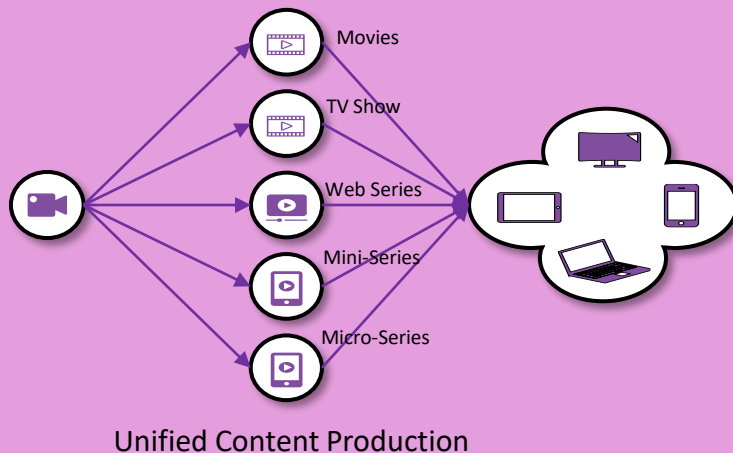 Movies
TV Show
Web Series
Mini-Series
Micro-Series
Unified Content Production